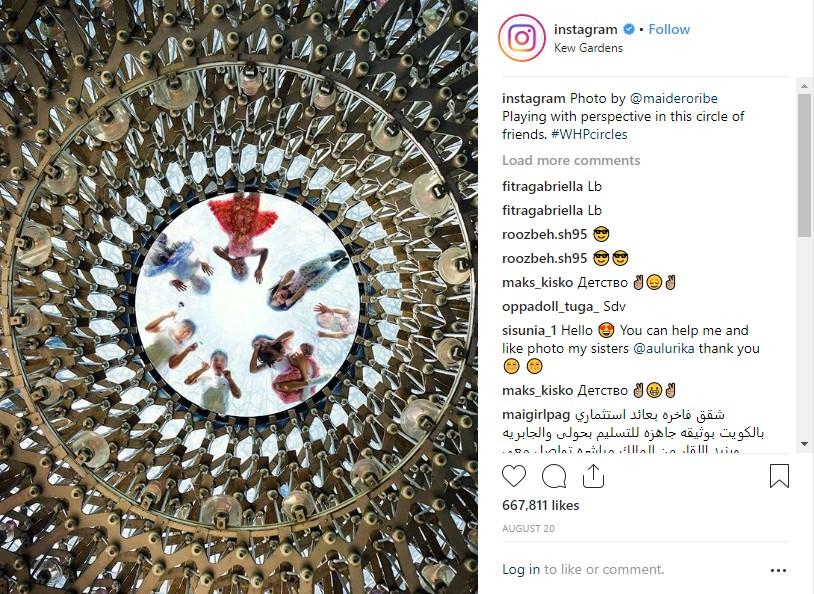 instagram • Follow
Kew Gardens
instagram Photo by @maideroribe
Playing with perspective in this circle of
friends. #WHPcircles
Load more comments
fitragabriella Lb
fitragabriella Lb
roozbeh.sh95 😎
roozbeh.sh95 😎😎
maks_kisko Детство ✌😔✌
oppadoll_tuga_ Sdv
sisunia_1 Hello 😍 You can help me and
like photo my sisters @aulurika thank you
😊 😊
maks_kisko Детство ✌😁✌
maigirlpag شقق فاخره بعائد استثماري
بالكويت بوثيقه جاهزه للتسليم بحولى والجابريه
667,811 likes
AUGUST 20
Log in to like or comment.